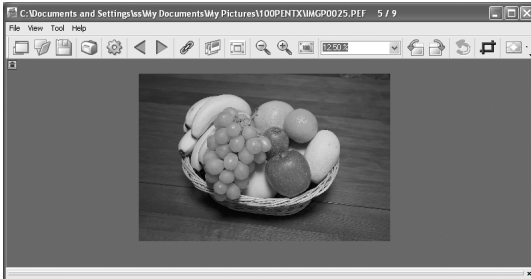 C:\Documents and Settings\ss\My Documents\My Pictures\100PENTX\IMGP0025.PEF 5 / 9
File View Tool Help
12.50 %